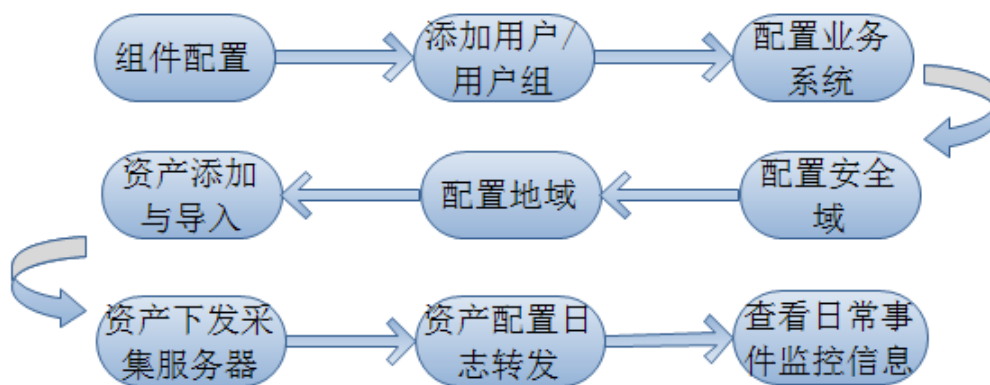 组件配置
添加用户/
用户组
配置业务
系统
资产添加
与导入
配置地域
配置安全
域
资产下发采
集服务器
资产配置日
志转发
查看日常事
件监控信息